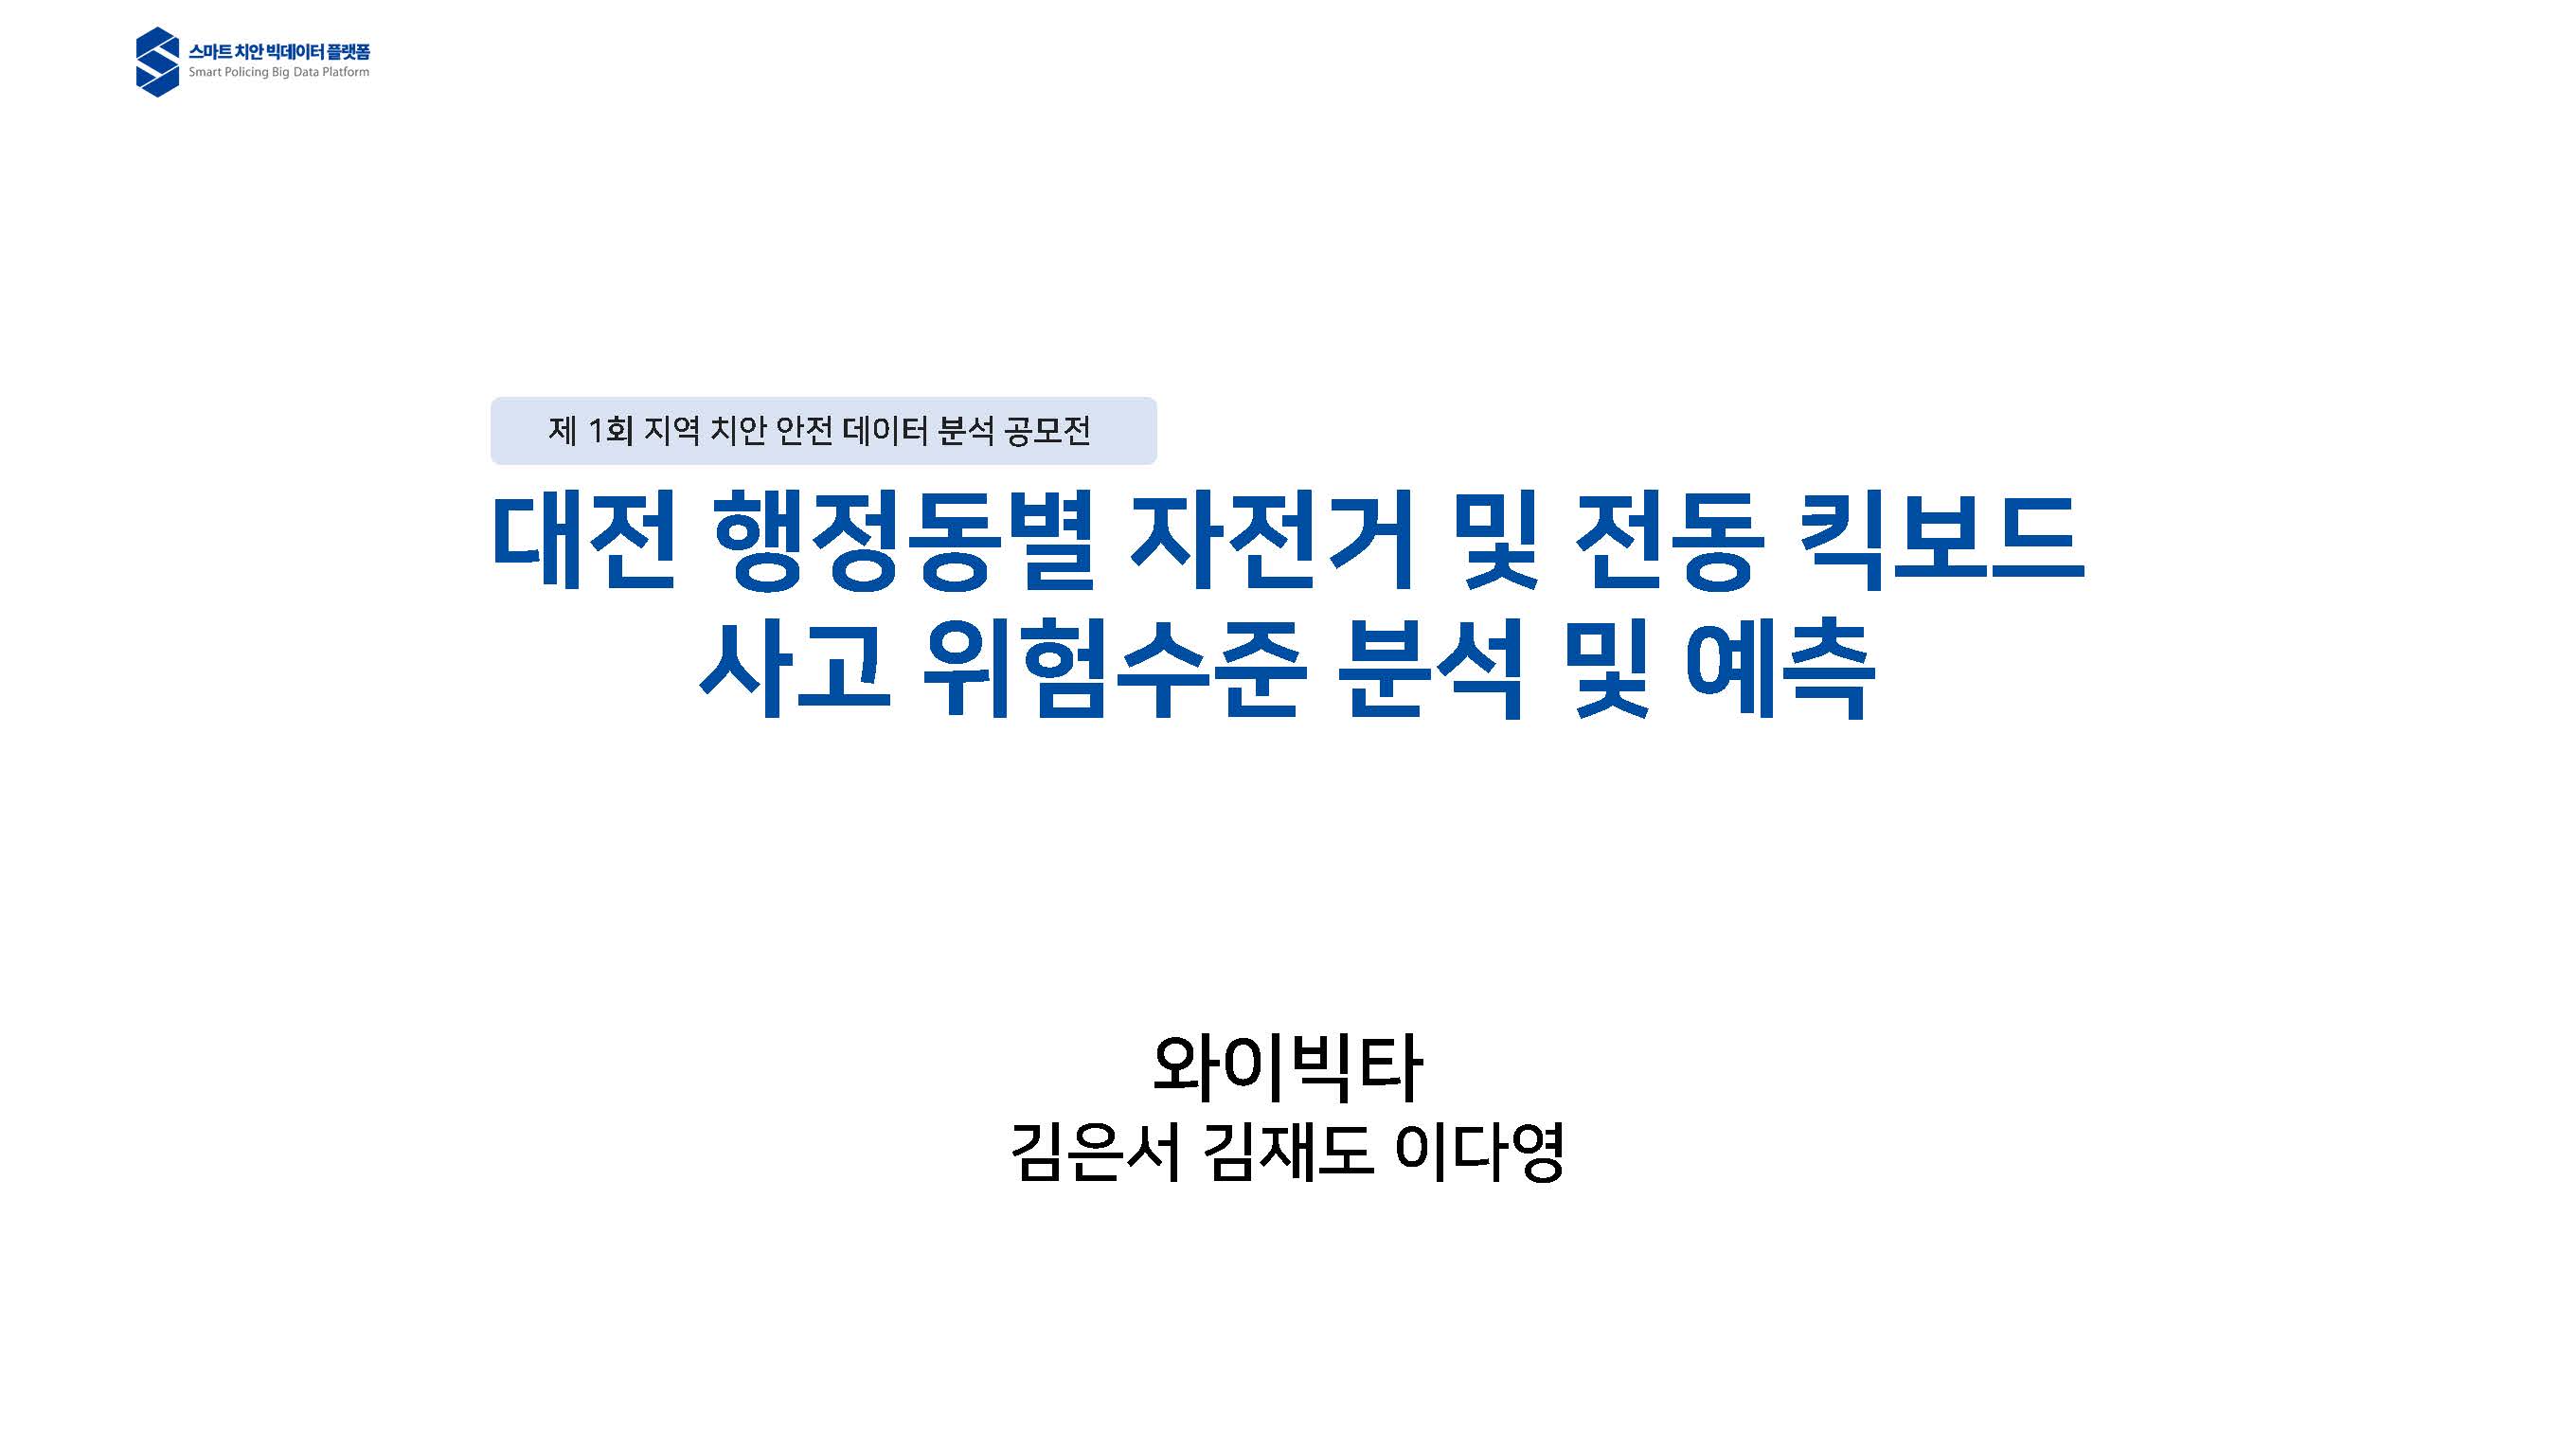 스마트 치안 빅데이터 플랫폼
Smart Policing Big Data Platform
제 1회 지역 치안 안전 데이터 분석 공모전
대전 행정동별 자전거 및 전동 킥보드
사고 위험수준 분석 및 예측
와이빅타
김은서 김재도 이다영